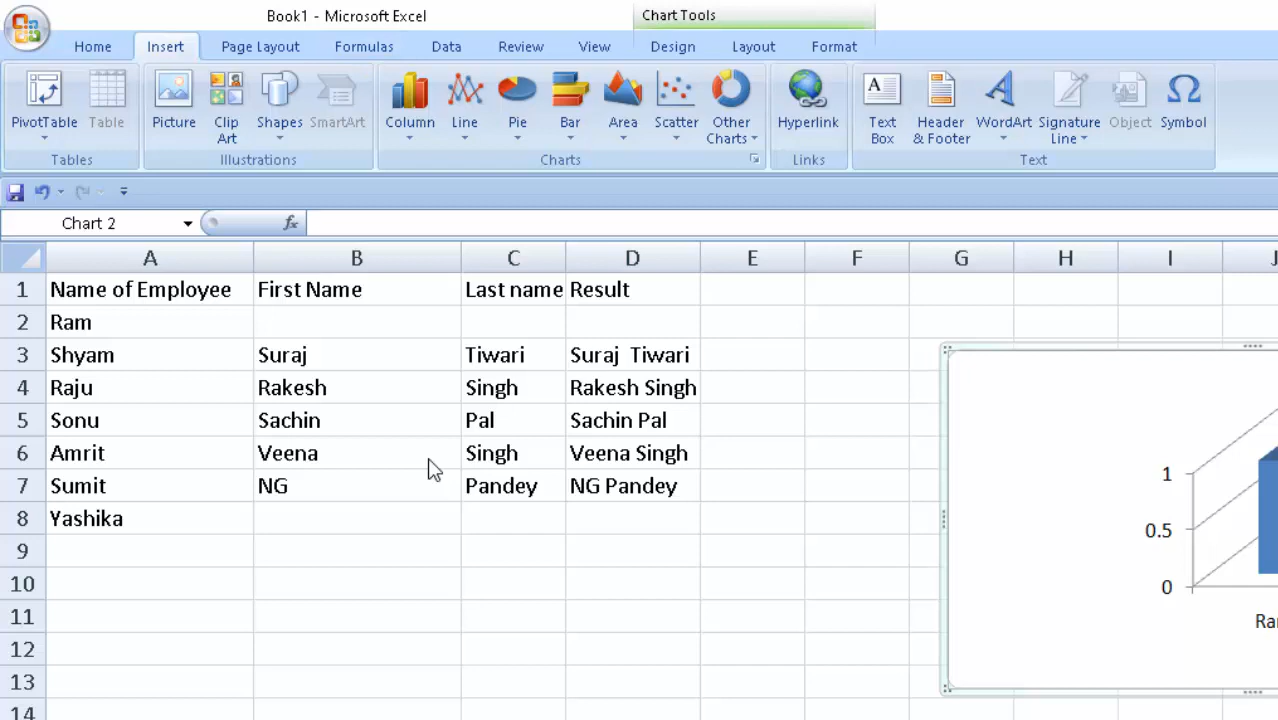 Book1 - Microsoft Excel
Chart Tools
Home Insert Page Layout Formulas Data Review View Design Layout Format
PivotTable Table Picture Clip Art Shapes SmartArt Column Line Pie Bar Area Scatter Other Charts Hyperlink Text Box Header & Footer WordArt Signature Line Object Symbol
Tables Illustrations Charts Links Text
Chart 2 fx
A B C D E F G H I J
1 Name of Employee First Name Last name Result
2 Ram
3 Shyam Suraj Tiwari Suraj  Tiwari
4 Raju Rakesh Singh Rakesh Singh
5 Sonu Sachin Pal Sachin Pal
6 Amrit Veena Singh Veena Singh
7 Sumit NG Pandey NG Pandey
8 Yashika
9
10
11
12
13
14
1
0.5
0